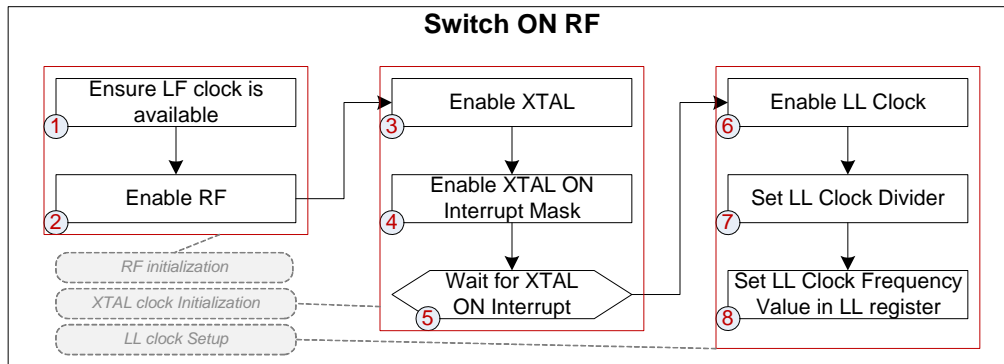 Switch ON RF
Ensure LF clock is
available
1
Enable RF
2
RF initialization
XTAL clock Initialization
LL clock Setup
Enable XTAL
3
Enable XTAL ON
Interrupt Mask
4
Wait for XTAL
ON Interrupt
5
Enable LL Clock
6
Set LL Clock Divider
7
Set LL Clock Frequency
Value in LL register
8